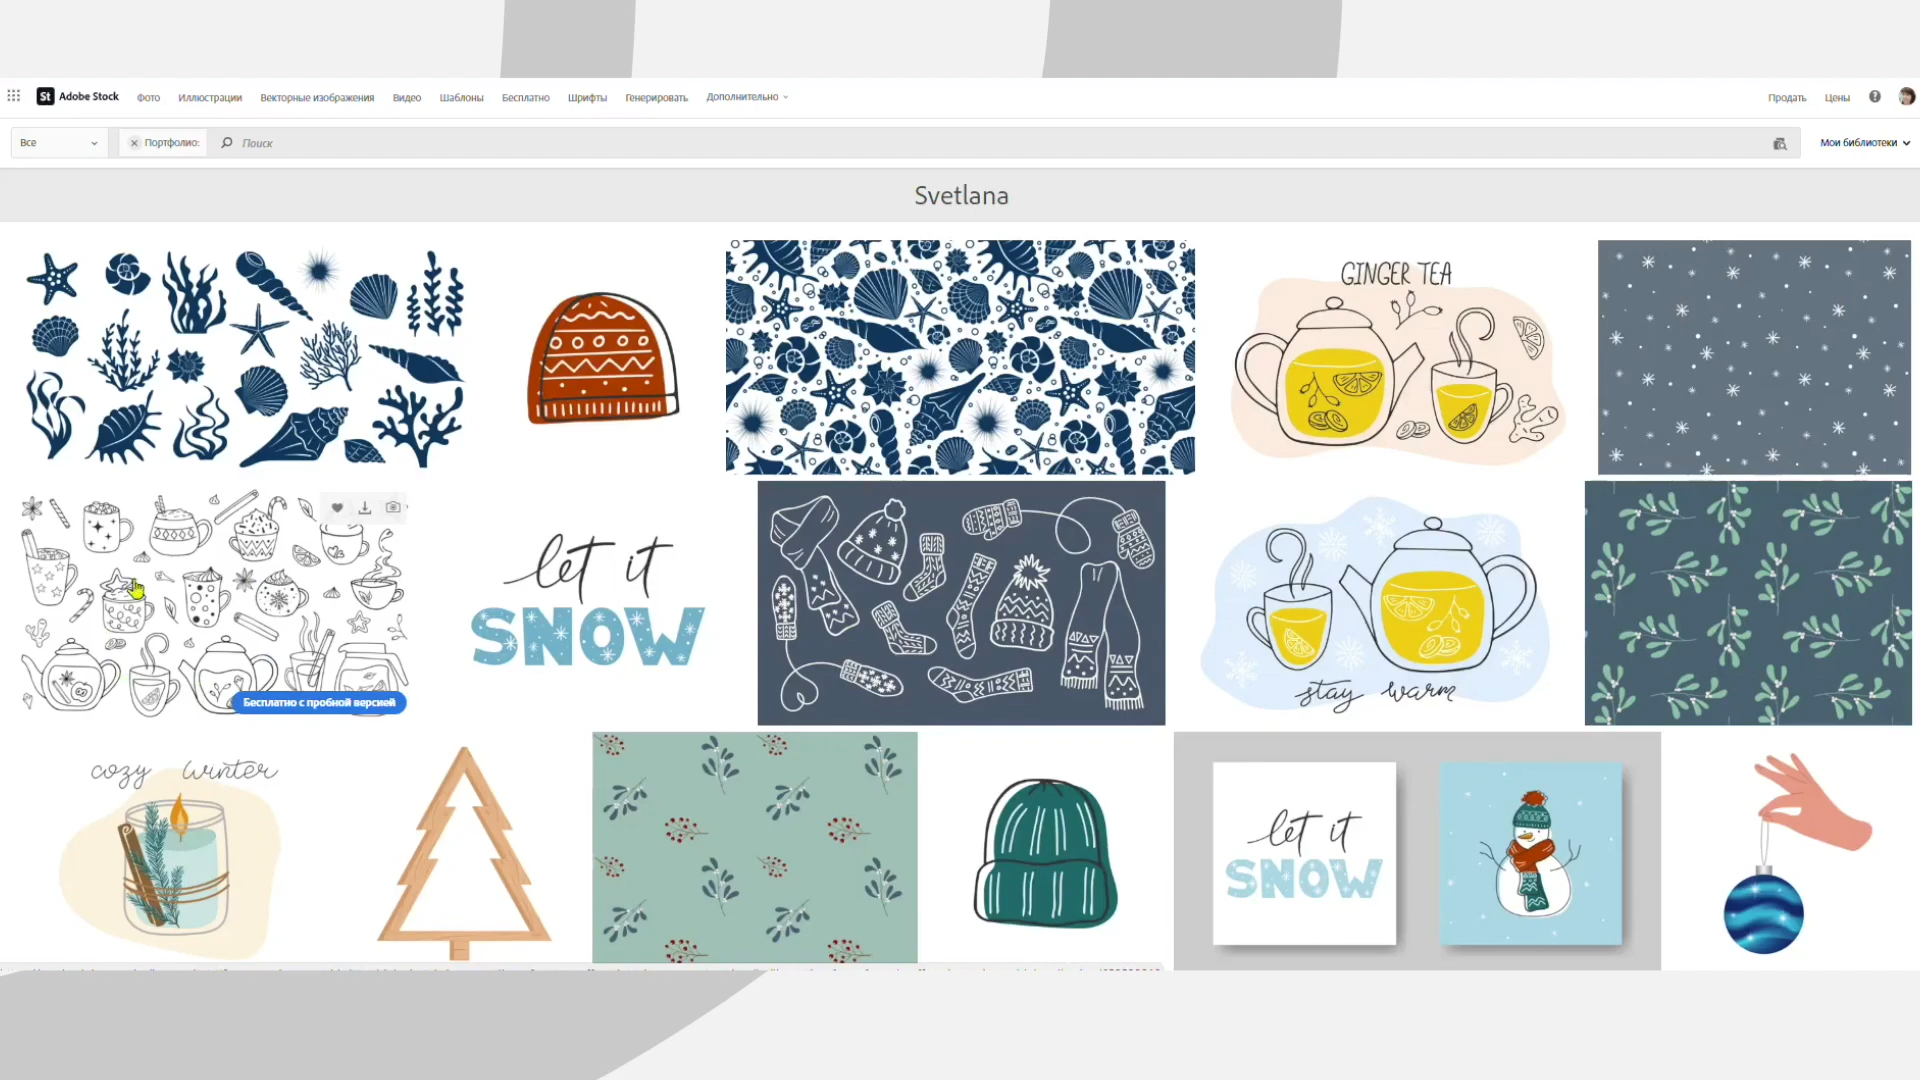 St Adobe Stock Фото Иллюстрации Векторные изображения Видео Шаблоны Бесплатно Шрифты Генерировать Дополнительно Продать Цены ?
Все Портфолио: Поиск Мои библиотеки
Svetlana
GINGER TEA
let it
SNOW
stay warm
Бесплатно с пробной версией
cozy winter
let it
SNOW